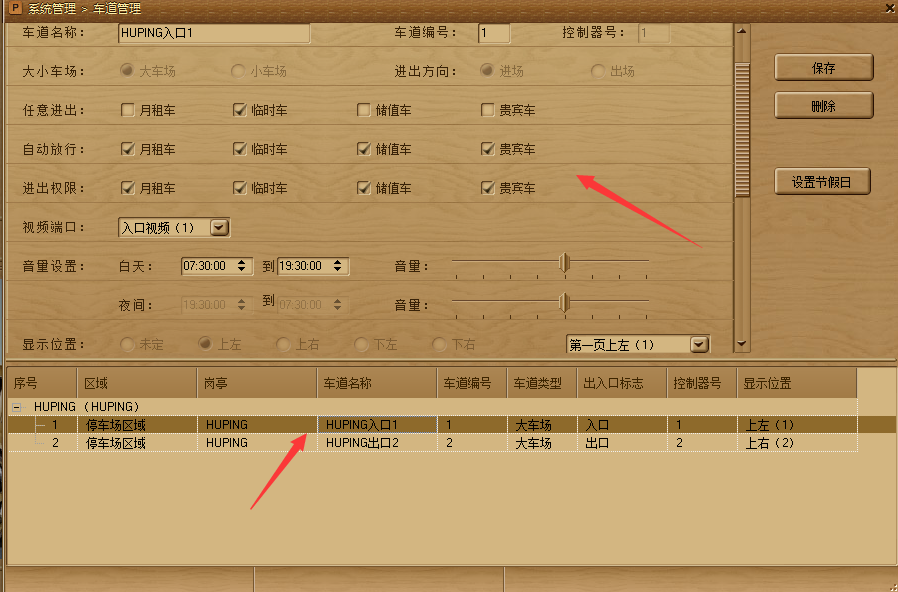 P 系统管理 > 车道管理
车道名称： HUPING入口1 车道编号： 1 控制器号： 1
大小车场： 大车场 小车场 进出方向： 进场 出场
任意进出： 月租车 临时车 储值车 贵宾车
自动放行： 月租车 临时车 储值车 贵宾车
进出权限： 月租车 临时车 储值车 贵宾车
视频端口： 入口视频（1）
音量设置： 白天： 07:30:00 到 19:30:00 音量：
夜间： 19:30:00 到 07:30:00 音量：
显示位置： 未定 上左 上右 下左 下右 第一页上左（1）
保存
删除
设置节假日
序号 区域 岗亭 车道名称 车道编号 车道类型 出入口标志 控制器号 显示位置
HUPING（HUPING）
1 停车场区域 HUPING HUPING入口1 1 大车场 入口 1 上左（1）
2 停车场区域 HUPING HUPING出口2 2 大车场 出口 2 上右（2）